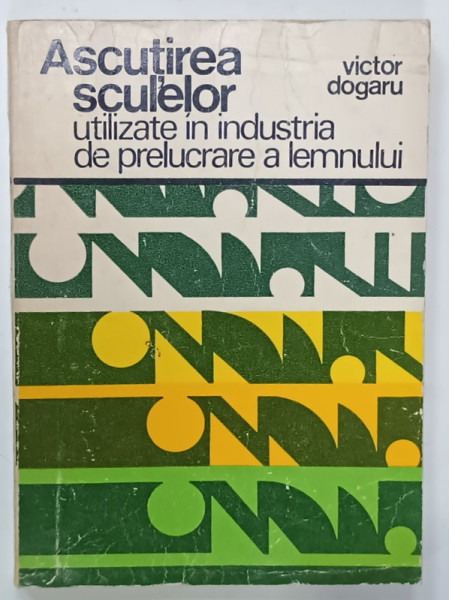 Ascuțirea
sculelor
utilizate în industria
de prelucrare a lemnului
victor
dogaru